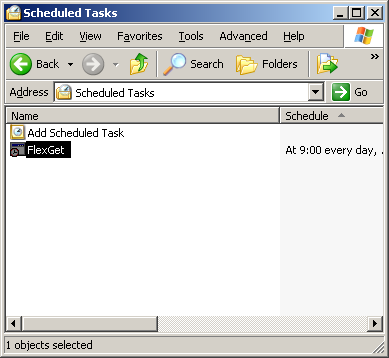 Scheduled Tasks
File Edit View Favorites Tools Advanced Help
Back Search Folders
Address Scheduled Tasks Go
Name Schedule
Add Scheduled Task
FlexGet At 9:00 every day, .
1 objects selected